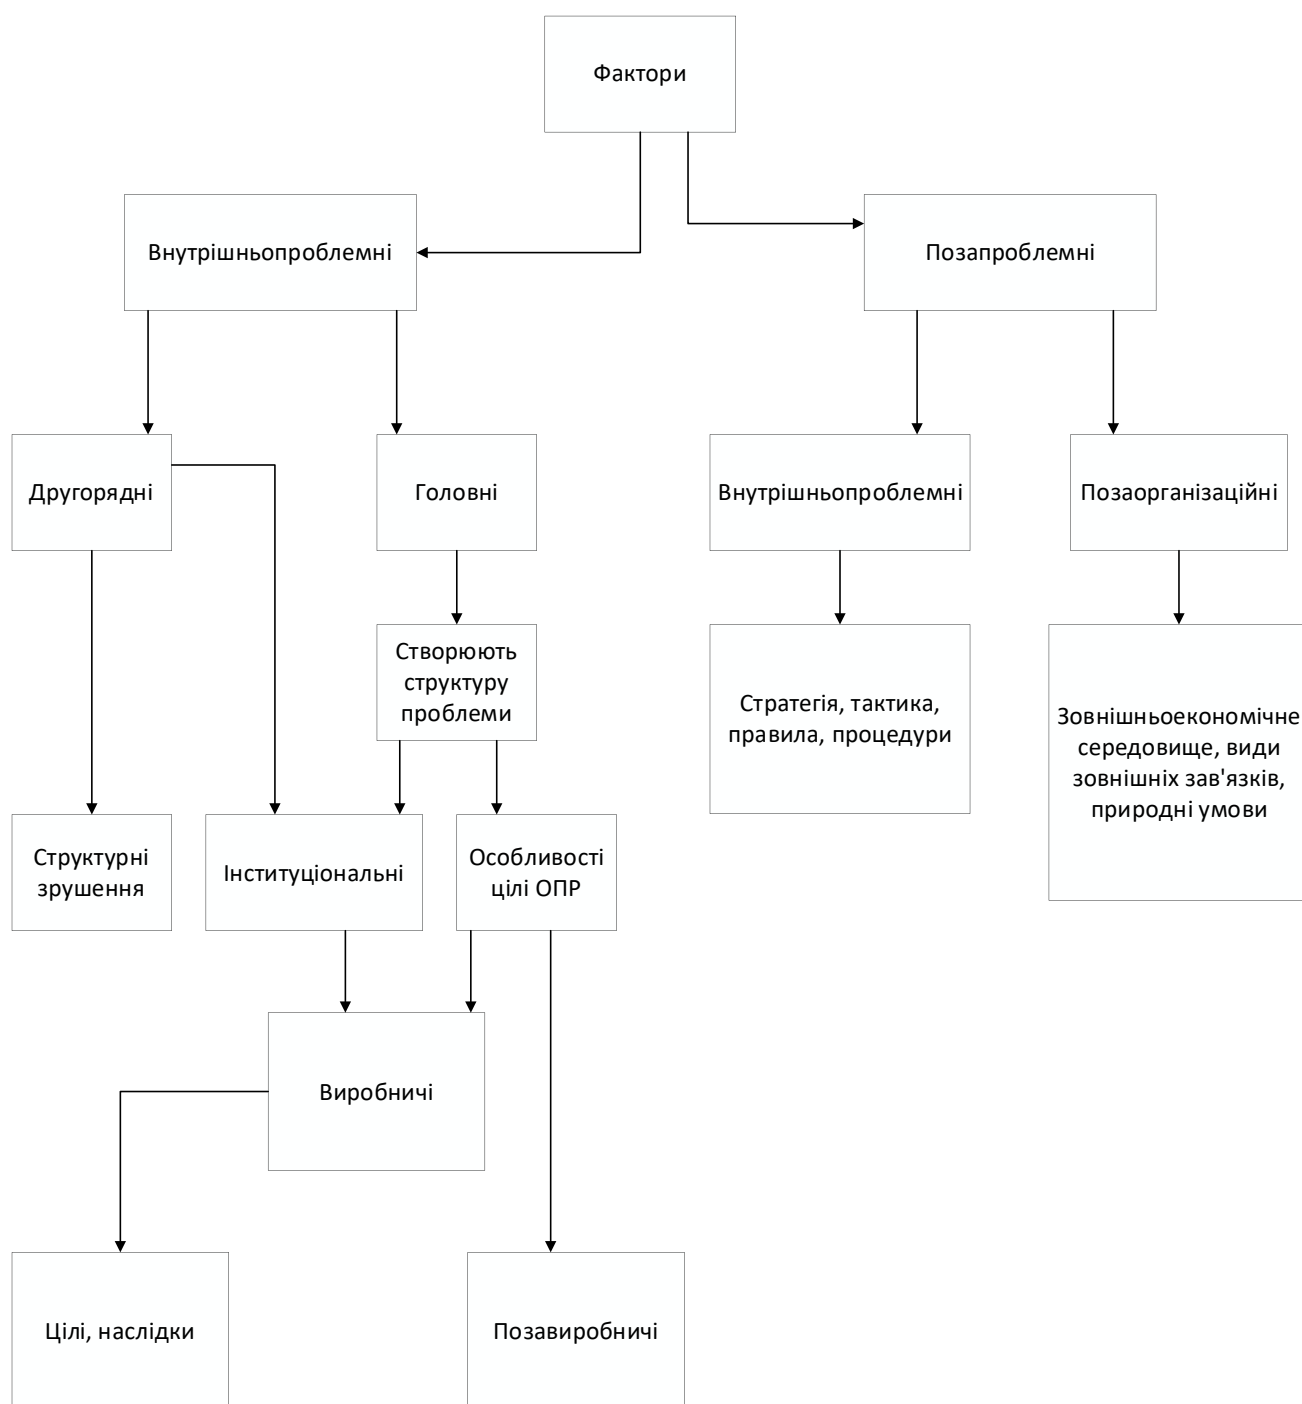 Фактори
Внутрішньопроблемні
Позапроблемні
Другорядні
Головні
Внутрішньопроблемні
Позаорганізаційні
Створюють
структуру
проблеми
Стратегія, тактика,
правила, процедури
Зовнішньоекономічне
середовище, види
зовнішніх зав'язків,
природні умови
Структурні
зрушення
Інституціональні
Особливості
цілі ОПР
Виробничі
Цілі, наслідки
Позавиробничі